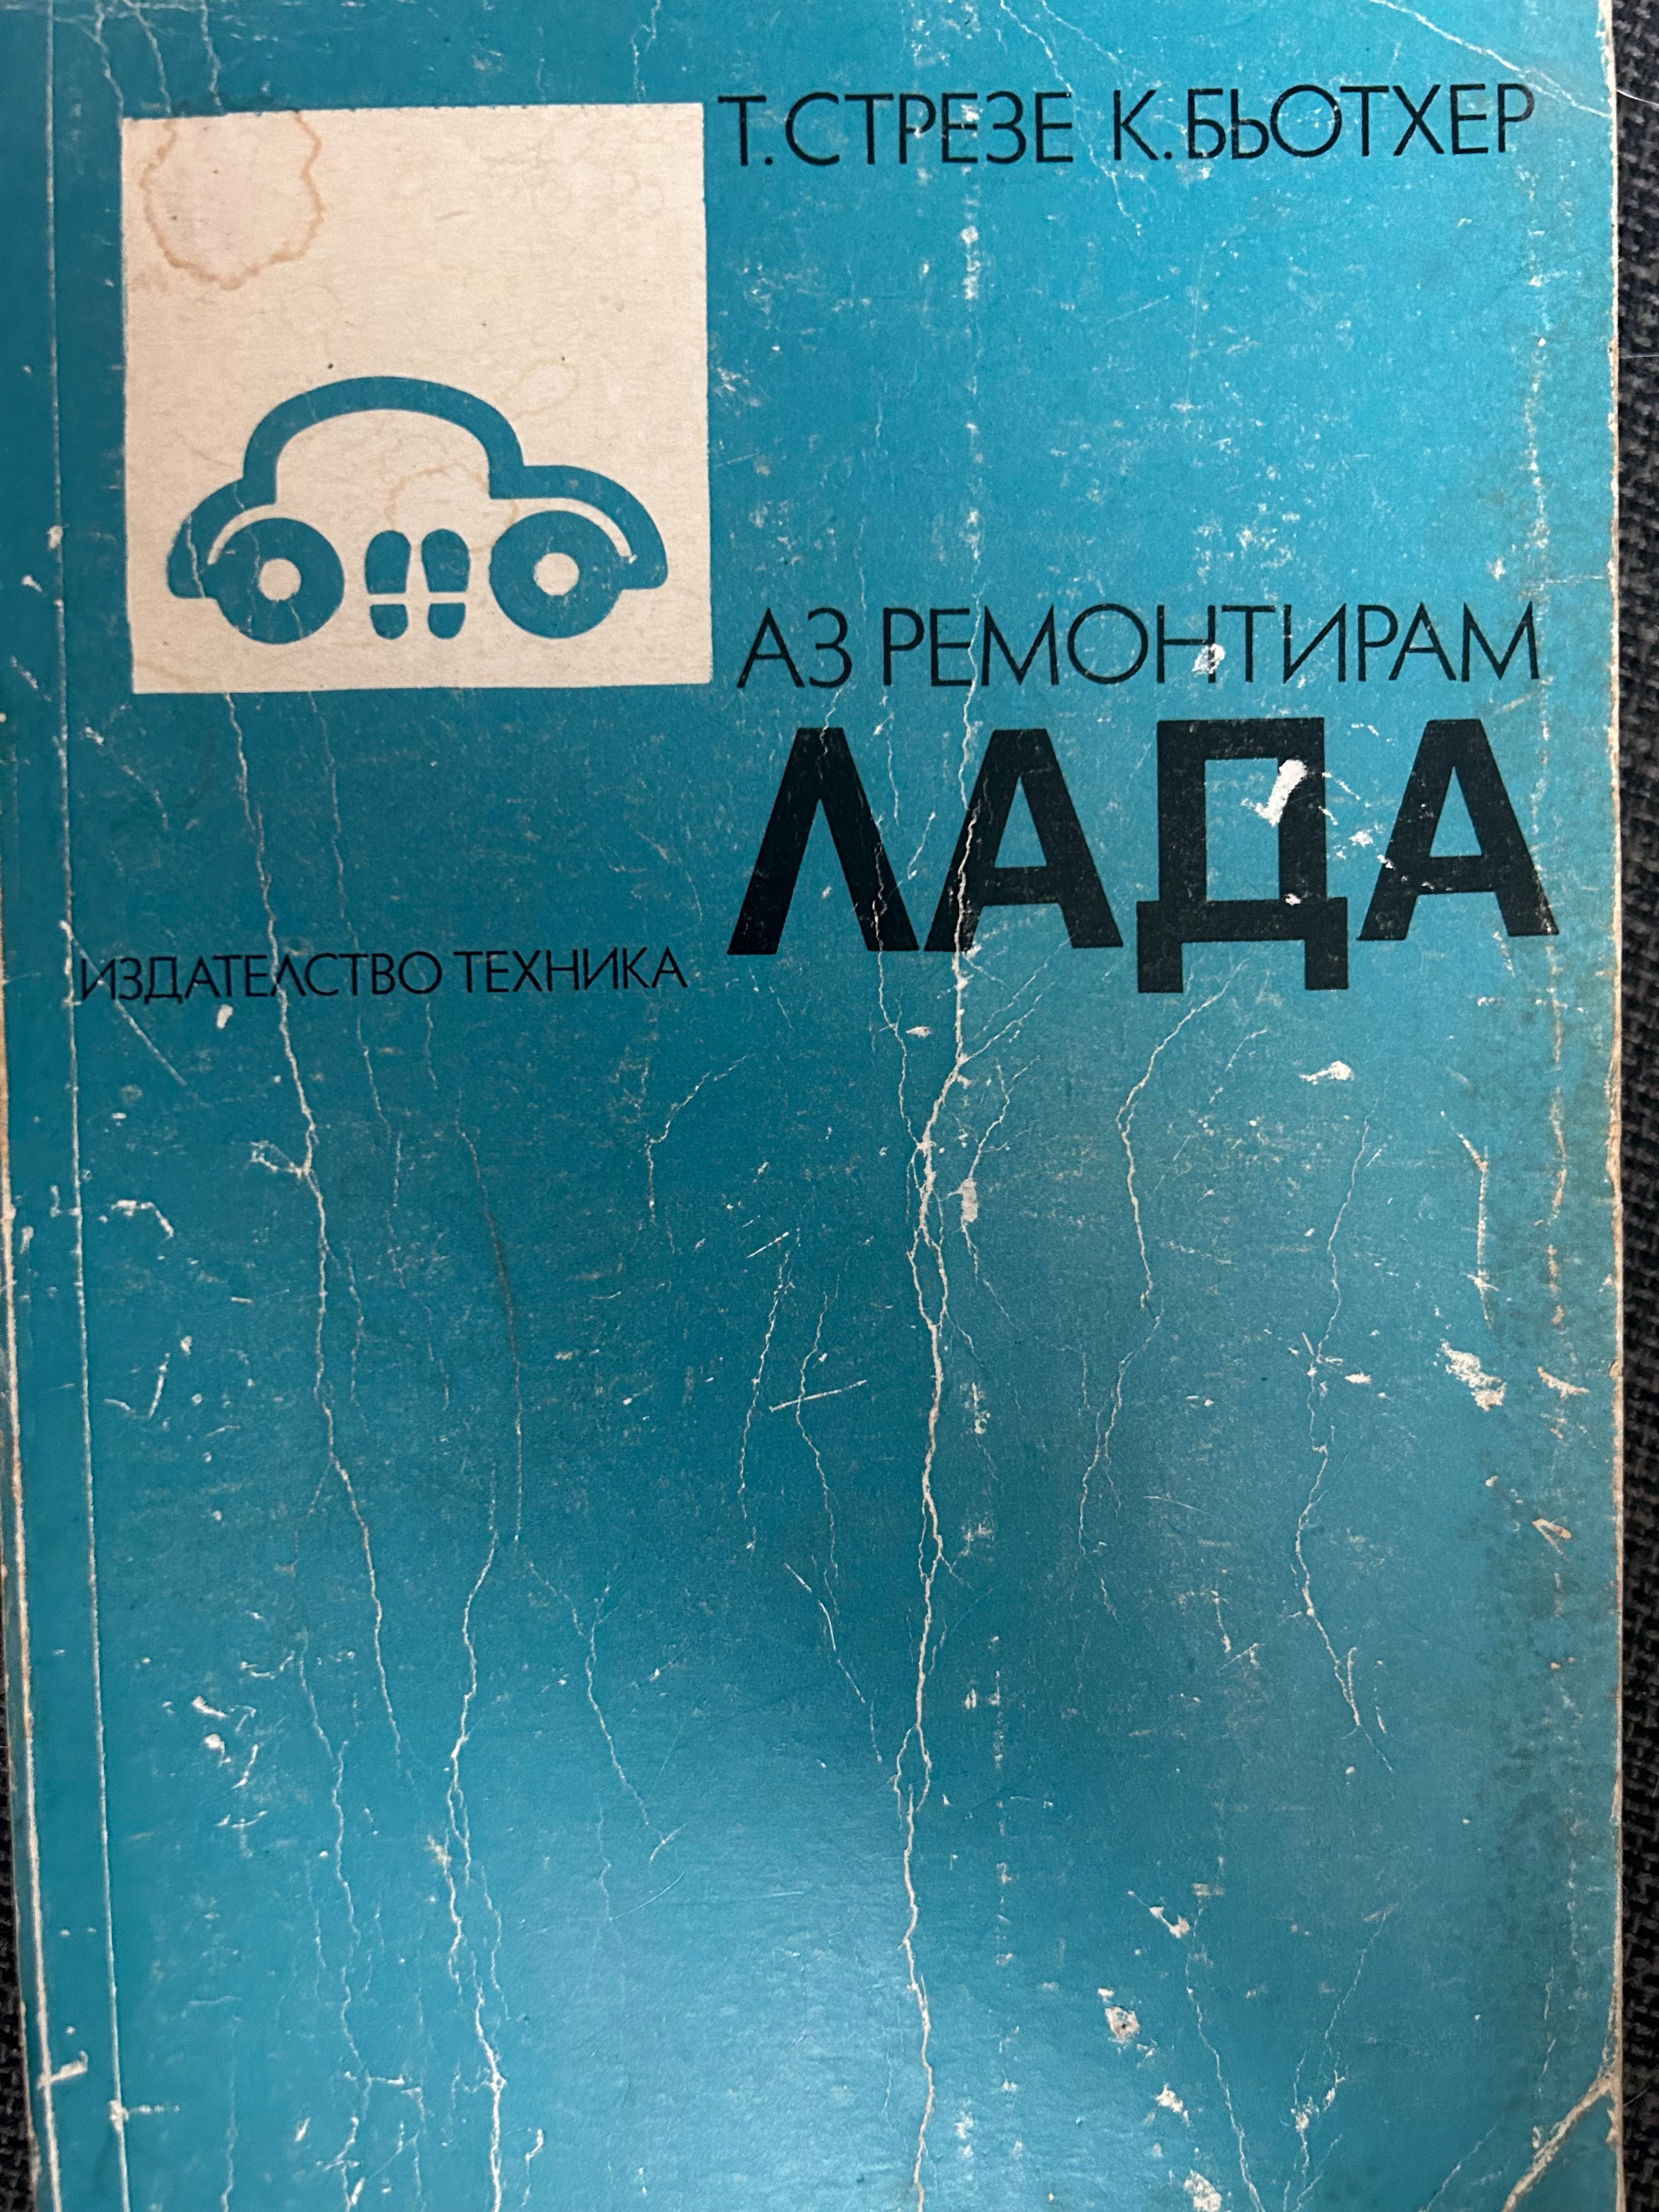 Т. СТРЕЗЕ К. БЬОТХЕР
АЗ РЕМОНТИРАМ
ЛАДА
ИЗДАТЕЛСТВО ТЕХНИКА